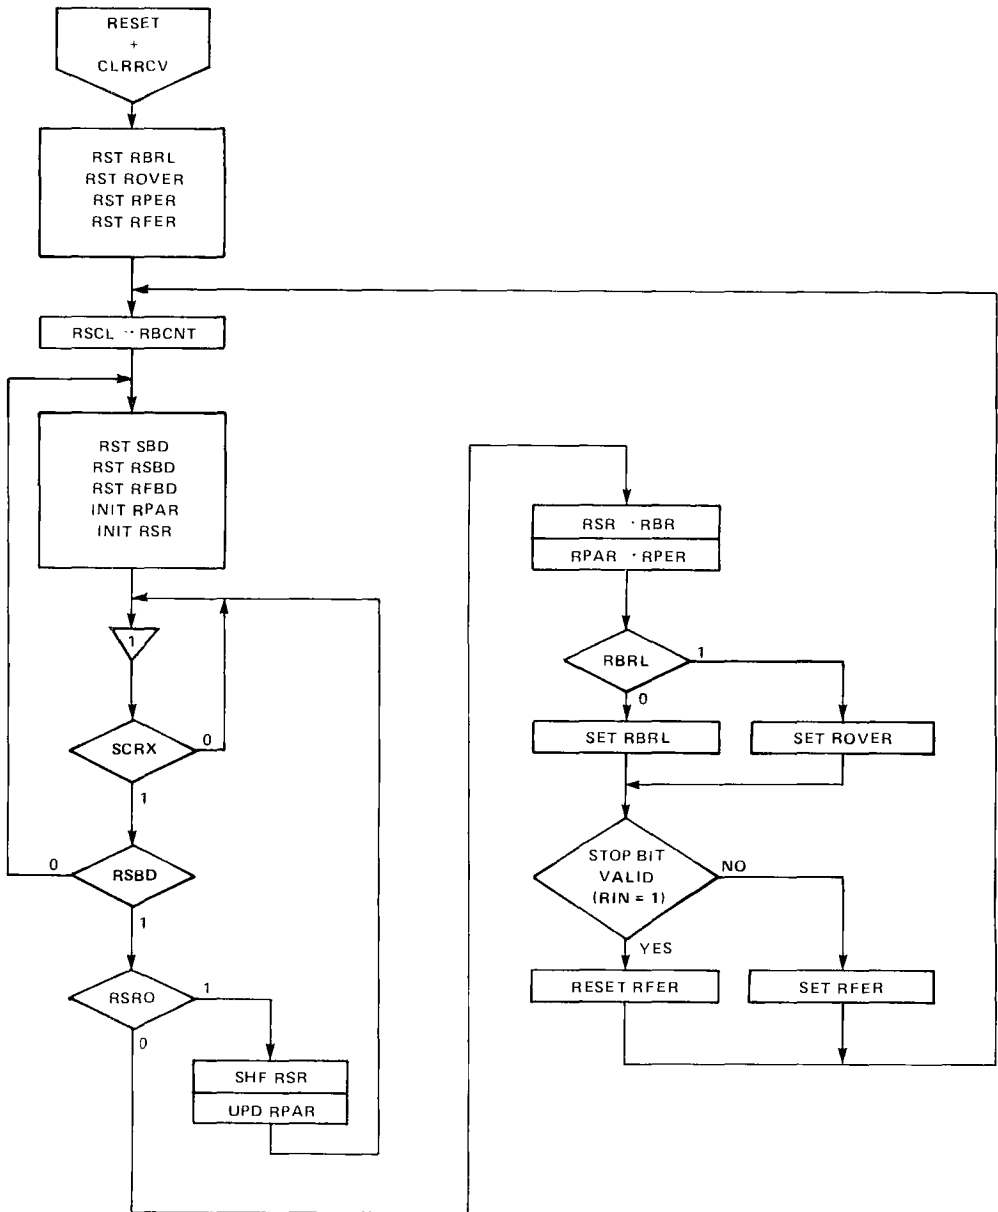 RESET
+
CLRRCV
RST RBRL
RST ROVER
RST RPER
RST RFER
RSCL → RBCNT
RST SBD
RST RSBD
RST RFBD
INIT RPAR
INIT RSR
1
SCRX
0
1
RSBD
0
1
RSRO
1
0
SHF RSR
UPD RPAR
RSR → RBR
RPAR → RPER
RBRL
1
0
SET RBRL
SET ROVER
STOP BIT
VALID
(RIN = 1)
NO
YES
RESET RFER
SET RFER